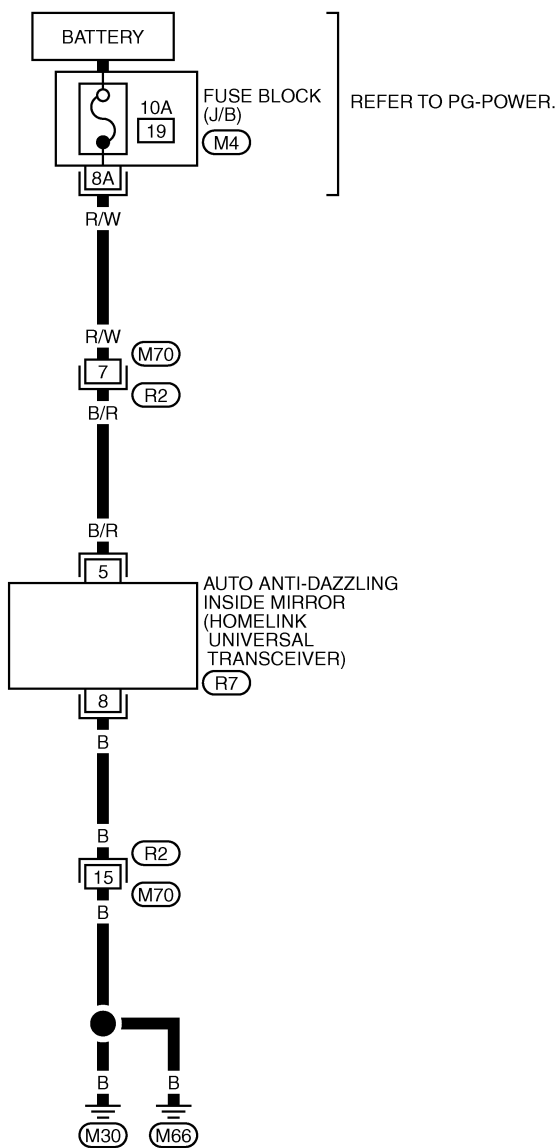 BATTERY
FUSE BLOCK
(J/B)
REFER TO PG-POWER.
10A
19
M4
8A
R/W
R/W
M70
7
R2
B/R
B/R
5
AUTO ANTI-DAZZLING
INSIDE MIRROR
(HOMELINK
UNIVERSAL
TRANSCEIVER)
R7
8
B
B
R2
15
M70
B
B
B
M30
M66